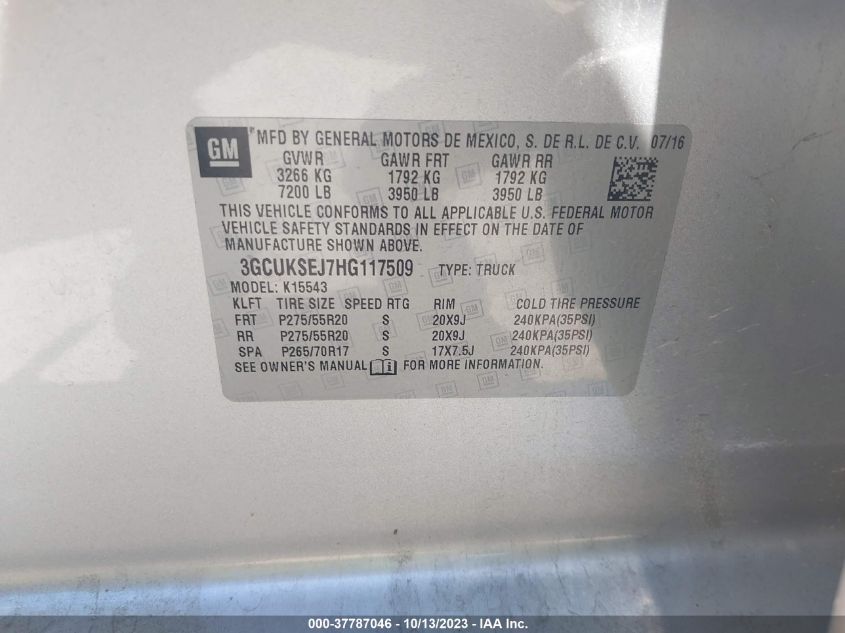 GM *MFD BY GENERAL MOTORS DE MEXICO, S. DE R.L. DE C.V. 07/16
GVWR GAWR FRT GAWR RR
3266 KG 1792 KG 1792 KG
7200 LB 3950 LB 3950 LB
THIS VEHICLE CONFORMS TO ALL APPLICABLE U.S. FEDERAL MOTOR
VEHICLE SAFETY STANDARDS IN EFFECT ON THE DATE OF
MANUFACTURE SHOWN ABOVE.
3GCUKSEJ7HG117509 TYPE: TRUCK
MODEL: K15543
KLFT TIRE SIZE SPEED RTG RIM COLD TIRE PRESSURE
FRT P275/55R20 S 20X9J 240KPA(35PSI)
RR P275/55R20 S 20X9J 240KPA(35PSI)
SPA P265/70R17 S 17X7.5J 240KPA(35PSI)
SEE OWNER'S MANUAL FOR MORE INFORMATION.
000-37787046 | 10/13/2023 - IAA Inc.